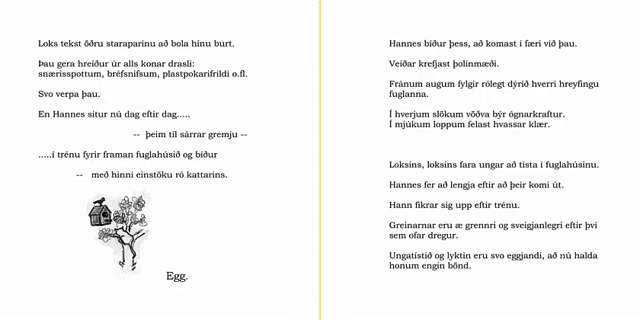 Loks tekst öðru staraparinu að bola hinu burt.
Þau gera hreiður úr alls konar drasli:
snærisspottum, bréfsnifsum, plastpokarifrildi o.fl.
Svo verpa þau.
En Hannes situr nú dag eftir dag.....
-- þeim til sárrar gremju --
.....í trénu fyrir framan fuglahúsið og bíður
-- með hinni einstöku ró kattarins.
Egg.
Hannes bíður þess, að komast í færi við þau.
Veiðar krefjast þolinmæði.
Fránum augum fylgir rólegt dýrið hverri hreyfingu
fuglanna.
Í hverjum slökum vöðva býr ógnarkraftur.
Í mjúkum loppum felast hvassar klær.
Loksins, loksins fara ungar að tísta í fuglahúsinu.
Hannes fer að lengja eftir að þeir komi út.
Hann fikrar sig upp eftir trénu.
Greinarnar eru æ grennri og sveigjanlegri eftir því
sem ofar dregur.
Ungatístið og lyktin eru svo eggjandi, að nú halda
honum engin bönd.